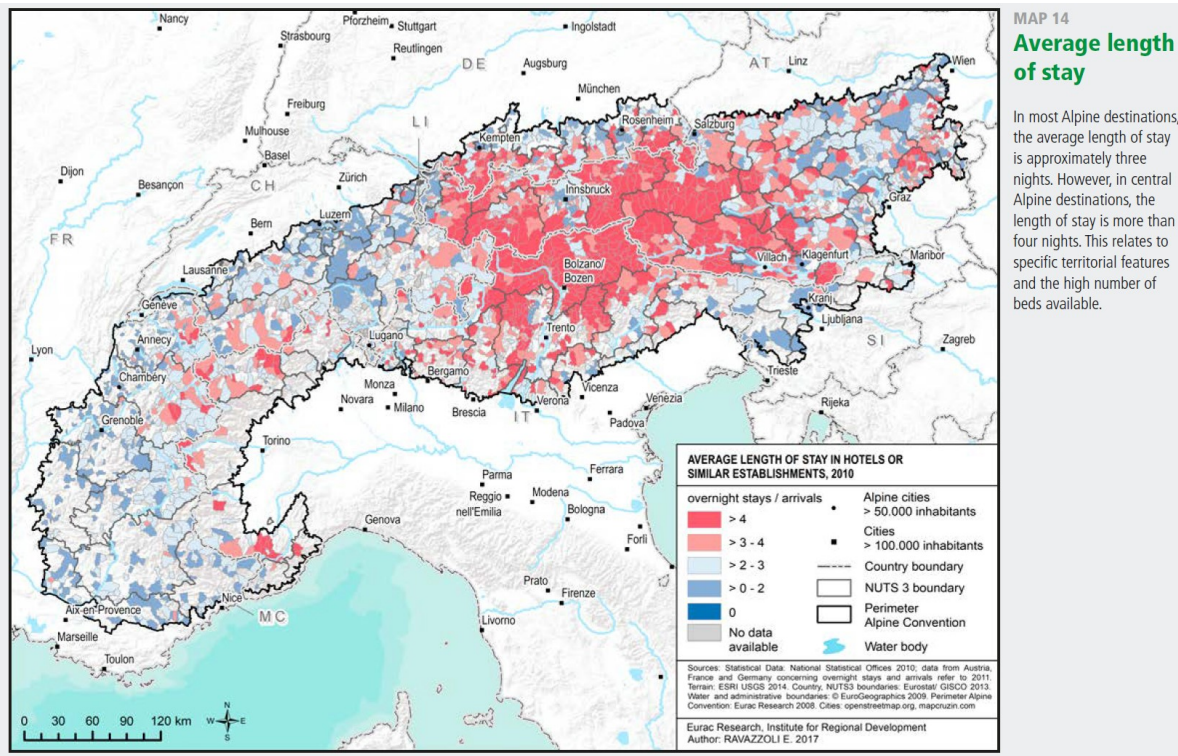 MAP 14
Average length
of stay
In most Alpine destinations,
the average length of stay
is approximately three
nights. However, in central
Alpine destinations, the
length of stay is more than
four nights. This relates to
specific territorial features
and the high number of
beds available.
Nancy
Strasbourg
Pforzheim
Stuttgart
Reutlingen
Ingolstadt
DE
Augsburg
München
AT
Linz
Wien
Freiburg
Mulhouse
Basel
LI
Kempten
Rosenheim
Salzburg
Dijon
Besançon
CH
Zürich
Luzern
Bern
Innsbruck
Graz
FR
Lausanne
Bolzano/
Bozen
Villach
Klagenfurt
Maribor
Genève
Annecy
Lugano
Trento
Kranj
Ljubljana
SI
Zagreb
Lyon
Chambéry
Bergamo
Monza
Novara
Milano
Brescia
IT
Verona
Vicenza
Padova
Venezia
Trieste
Rijeka
Grenoble
Torino
Parma
Reggio
nell'Emilia
Modena
Ferrara
Bologna
Forlì
Genova
Prato
Firenze
Livorno
Nice
MC
Aix-en-Provence
Marseille
Toulon
0 30 60 90 120 km
N
W E
S
AVERAGE LENGTH OF STAY IN HOTELS OR
SIMILAR ESTABLISHMENTS, 2010
overnight stays / arrivals
> 4
> 3 - 4
> 2 - 3
> 0 - 2
0
No data
available
Alpine cities
> 50.000 inhabitants
Cities
> 100.000 inhabitants
Country boundary
NUTS 3 boundary
Perimeter
Alpine Convention
Water body
Sources: Statistical Data: National Statistical Offices 2010; data from Austria,
France and Germany concerning overnight stays and arrivals refer to 2011.
Terrain: ESRI USGS 2014. Country, NUTS3 boundaries: Eurostat/ GISCO 2013.
Water and administrative boundaries: © EuroGeographics 2009. Perimeter Alpine
Convention: Eurac Research 2008. Cities: openstreetmap.org, mapcruzin.com
Eurac Research, Institute for Regional Development
Author: RAVAZZOLI E. 2017